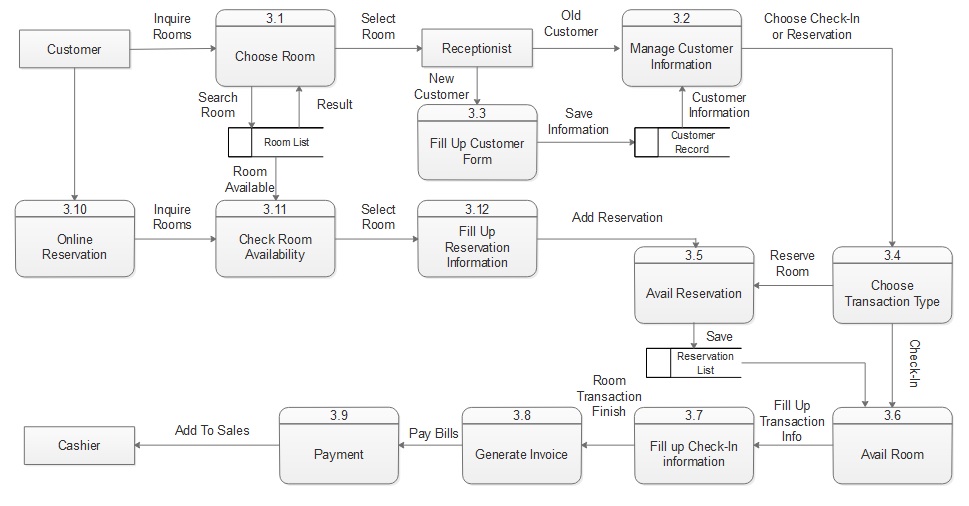 Customer
Inquire
Rooms
3.1
Choose Room
Select
Room
Receptionist
Old
Customer
3.2
Manage Customer
Information
Choose Check-In
or Reservation
Search
Room
Result
Room List
New
Customer
3.3
Fill Up Customer
Form
Save
Information
Customer
Record
Customer
Information
Room
Available
3.10
Online
Reservation
Inquire
Rooms
3.11
Check Room
Availability
Select
Room
3.12
Fill Up
Reservation
Information
Add Reservation
3.5
Avail Reservation
Reserve
Room
3.4
Choose
Transaction Type
Save
Reservation
List
Check-In
Cashier
Add To Sales
3.9
Payment
Pay Bills
3.8
Generate Invoice
Room
Transaction
Finish
3.7
Fill up Check-In
information
Fill Up
Transaction
Info
3.6
Avail Room